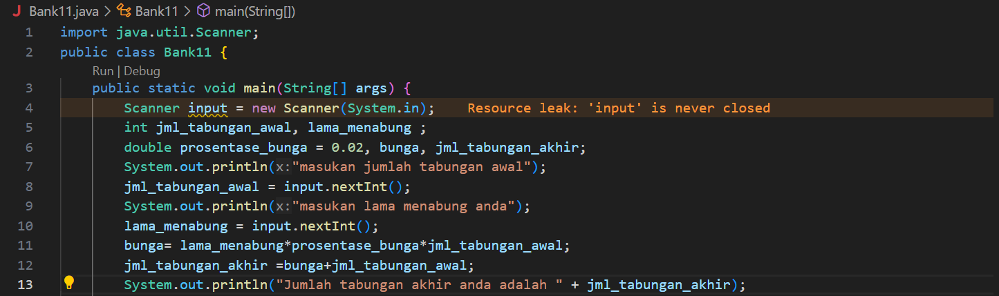 J Bank11.java > Bank11 > main(String[])
1 import java.util.Scanner;
2 public class Bank11 {
Run | Debug
3 public static void main(String[] args) {
4 Scanner input = new Scanner(System.in); Resource leak: 'input' is never closed
5 int jml_tabungan_awal, lama_menabung ;
6 double prosentase_bunga = 0.02, bunga, jml_tabungan_akhir;
7 System.out.println(x:"masukan jumlah tabungan awal");
8 jml_tabungan_awal = input.nextInt();
9 System.out.println(x:"masukan lama menabung anda");
10 lama_menabung = input.nextInt();
11 bunga= lama_menabung*prosentase_bunga*jml_tabungan_awal;
12 jml_tabungan_akhir =bunga+jml_tabungan_awal;
13 System.out.println("Jumlah tabungan akhir anda adalah " + jml_tabungan_akhir);